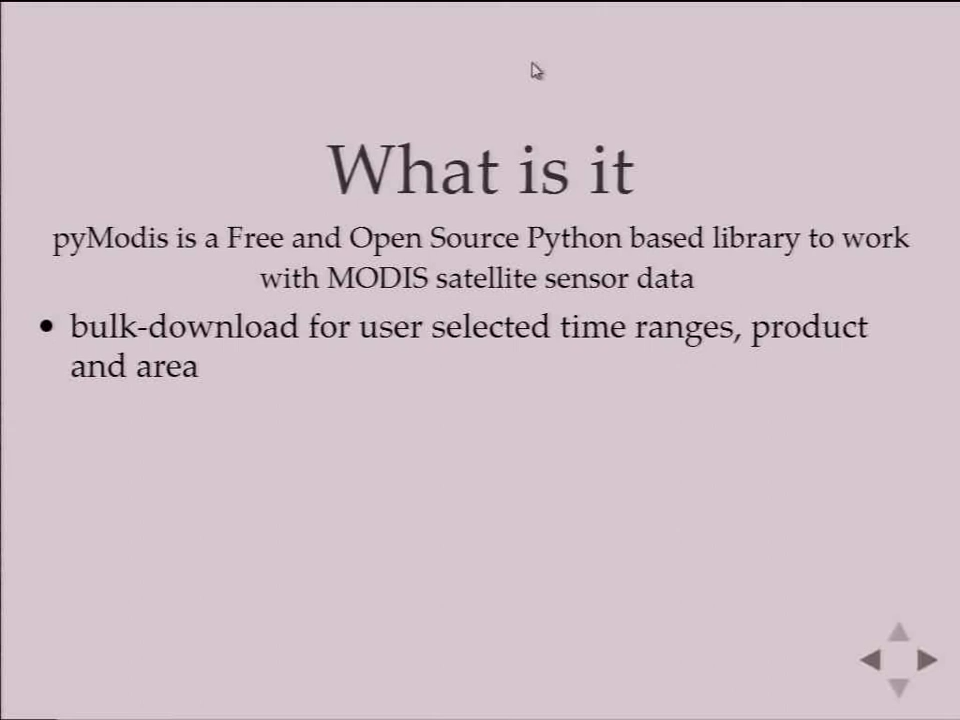 What is it
pyModis is a Free and Open Source Python based library to work
with MODIS satellite sensor data
• bulk-download for user selected time ranges, product
and area